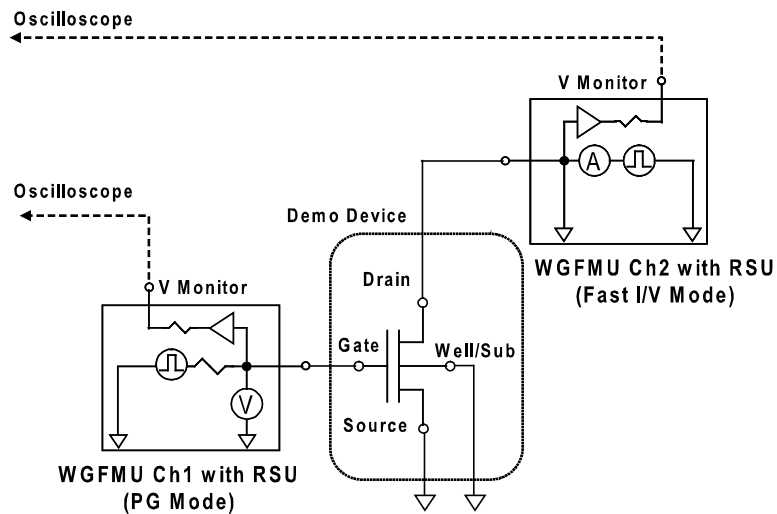 Oscilloscope
V Monitor
A
WGFMU Ch2 with RSU
(Fast I/V Mode)
Oscilloscope
V Monitor
V
WGFMU Ch1 with RSU
(PG Mode)
Demo Device
Drain
Gate
Well/Sub
Source